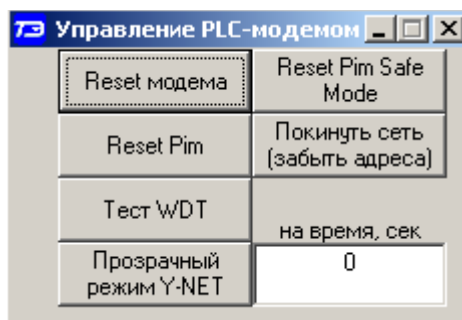 ТЭ Управление PLC-модемом
Reset модема
Reset Pim Safe
Mode
Reset Pim
Покинуть сеть
(забыть адреса)
Тест WDT
на время, сек
Прозрачный
режим Y-NET
0